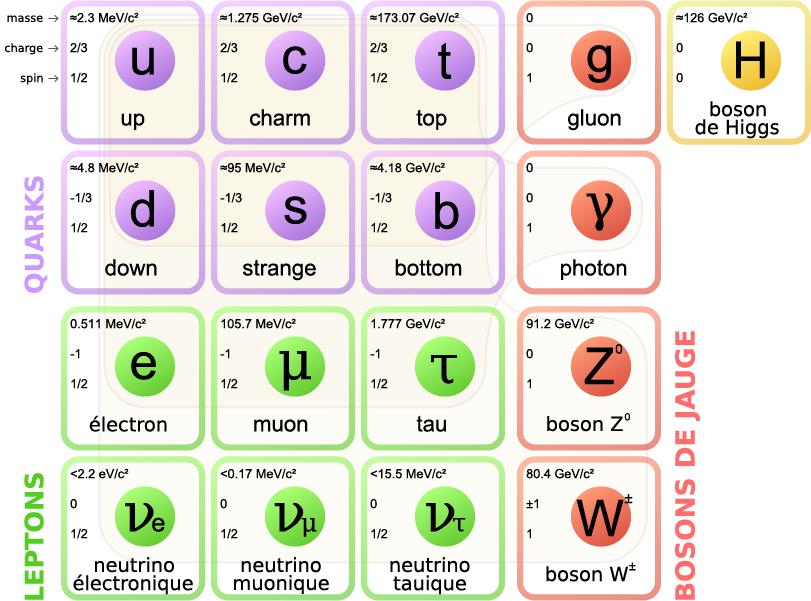 masse →
charge →
spin →
≈2.3 MeV/c²
2/3
1/2
u
up
≈1.275 GeV/c²
2/3
1/2
c
charm
≈173.07 GeV/c²
2/3
1/2
t
top
0
0
1
g
gluon
≈126 GeV/c²
0
0
H
boson
de Higgs
QUARKS
≈4.8 MeV/c²
-1/3
1/2
d
down
≈95 MeV/c²
-1/3
1/2
s
strange
≈4.18 GeV/c²
-1/3
1/2
b
bottom
0
0
1
γ
photon
0.511 MeV/c²
-1
1/2
e
électron
105.7 MeV/c²
-1
1/2
μ
muon
1.777 GeV/c²
-1
1/2
τ
tau
91.2 GeV/c²
0
1
Z⁰
boson Z⁰
LEPTONS
<2.2 eV/c²
0
1/2
νe
neutrino
électronique
<0.17 MeV/c²
0
1/2
νμ
neutrino
muonique
<15.5 MeV/c²
0
1/2
ντ
neutrino
tauique
80.4 GeV/c²
±1
1
W±
boson W±
BOSONS DE JAUGE